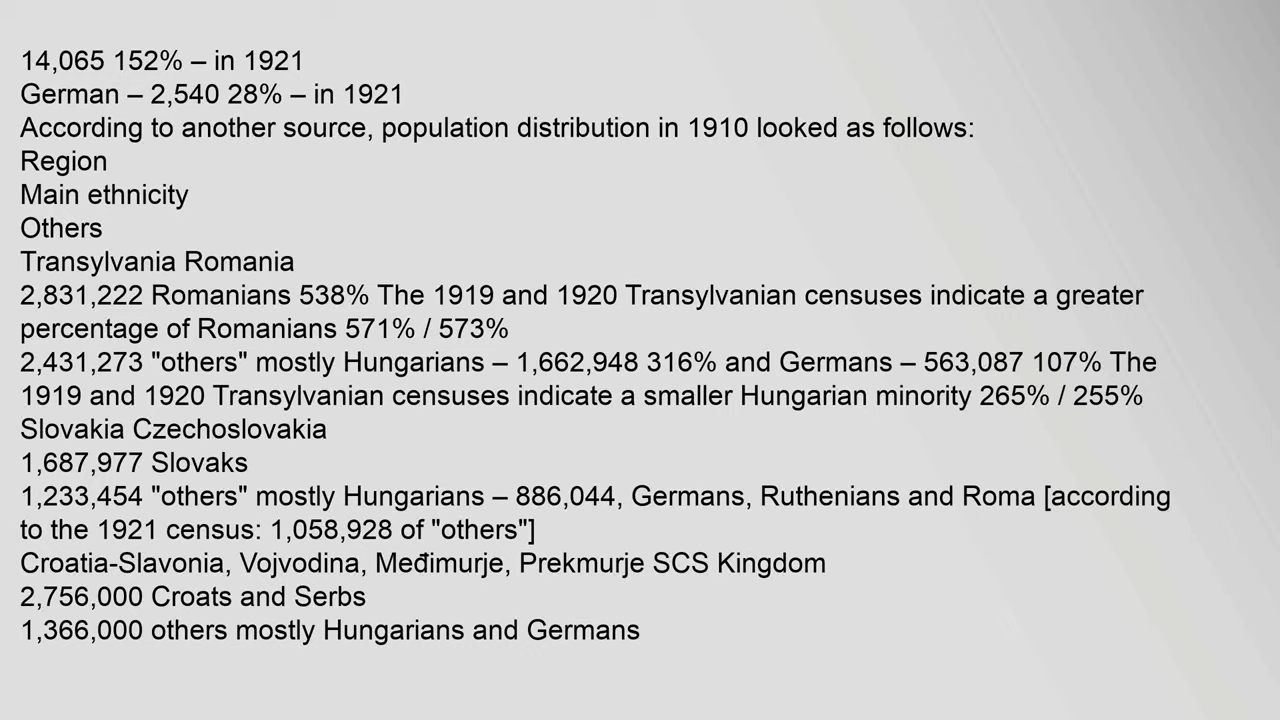 14,065 152% – in 1921
German – 2,540 28% – in 1921
According to another source, population distribution in 1910 looked as follows:
Region
Main ethnicity
Others
Transylvania Romania
2,831,222 Romanians 538% The 1919 and 1920 Transylvanian censuses indicate a greater
percentage of Romanians 571% / 573%
2,431,273 "others" mostly Hungarians – 1,662,948 316% and Germans – 563,087 107% The
1919 and 1920 Transylvanian censuses indicate a smaller Hungarian minority 265% / 255%
Slovakia Czechoslovakia
1,687,977 Slovaks
1,233,454 "others" mostly Hungarians – 886,044, Germans, Ruthenians and Roma [according
to the 1921 census: 1,058,928 of "others"]
Croatia-Slavonia, Vojvodina, Međimurje, Prekmurje SCS Kingdom
2,756,000 Croats and Serbs
1,366,000 others mostly Hungarians and Germans